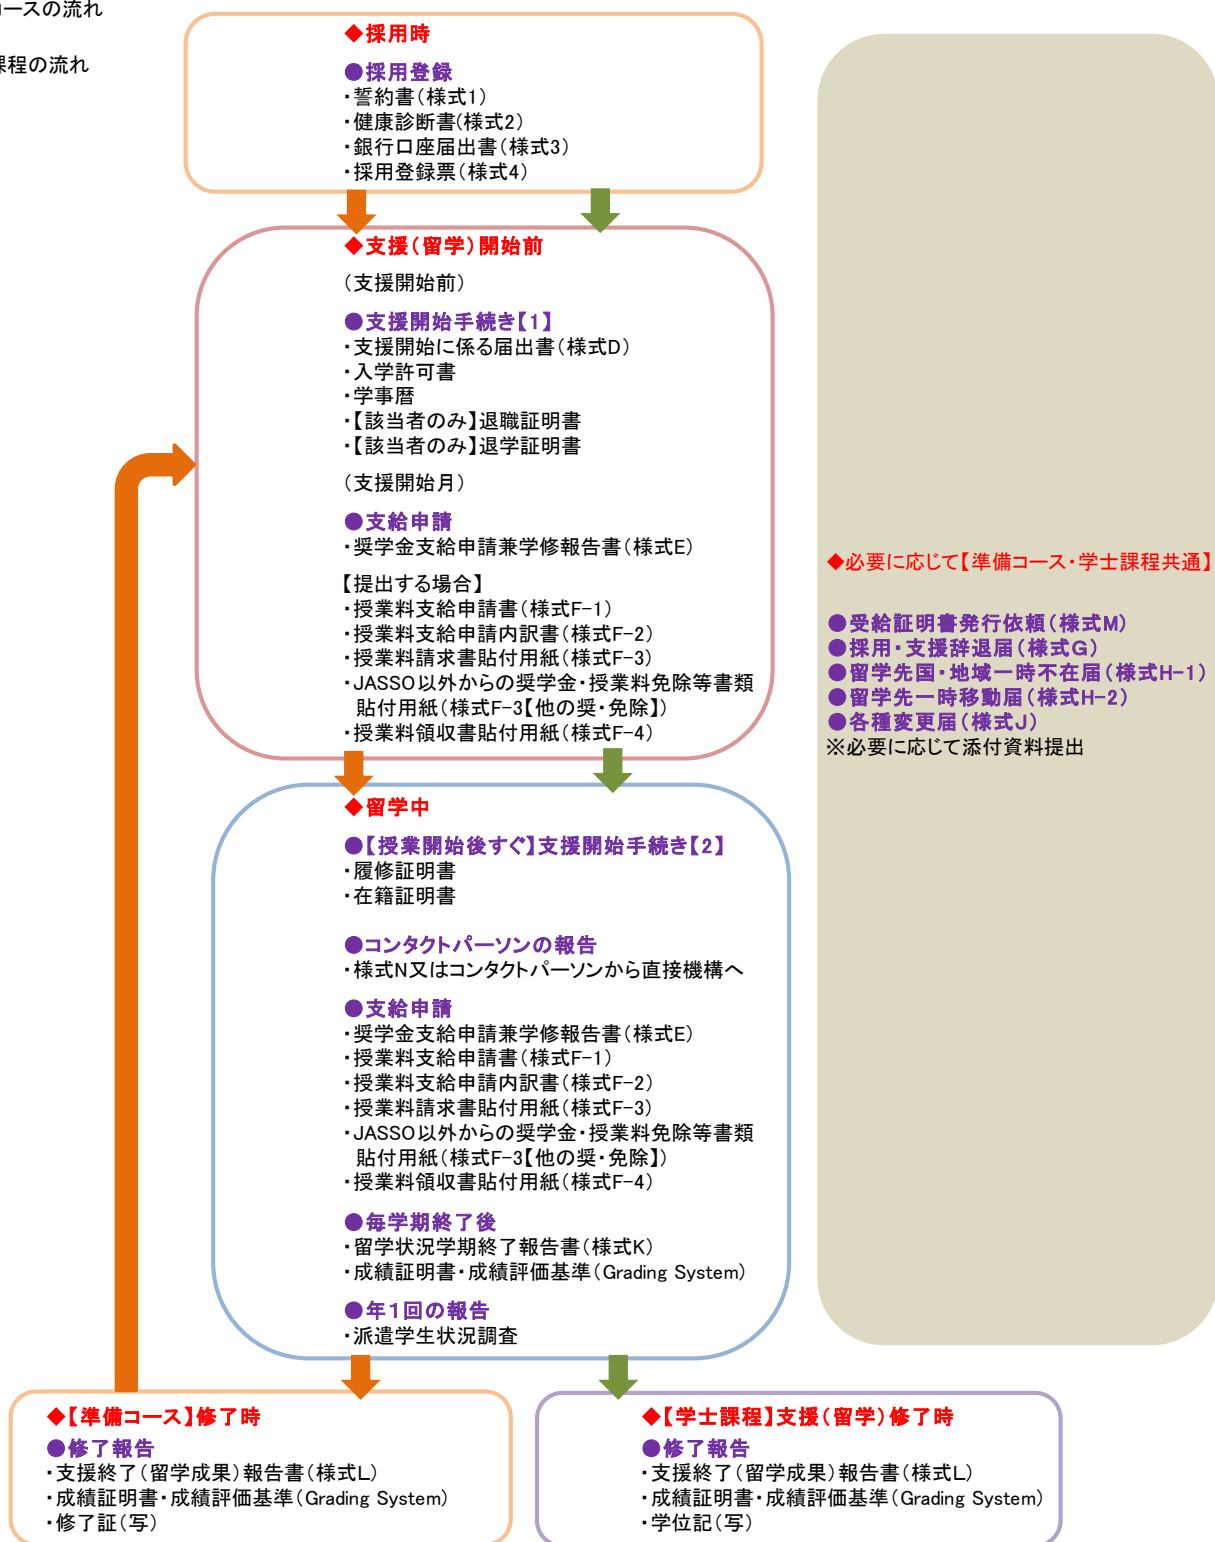 コースの流れ
課程の流れ
◆採用時
●採用登録
・誓約書(様式1)
・健康診断書(様式2)
・銀行口座届出書(様式3)
・採用登録票(様式4)
◆支援(留学)開始前
(支援開始前)
●支援開始手続き【1】
・支援開始に係る届出書(様式D)
・入学許可書
・学事暦
・【該当者のみ】退職証明書
・【該当者のみ】退学証明書
(支援開始月)
●支給申請
・奨学金支給申請兼学修報告書(様式E)
【提出する場合】
・授業料支給申請書(様式F-1)
・授業料支給申請内訳書(様式F-2)
・授業料請求書貼付用紙(様式F-3)
・JASSO以外からの奨学金・授業料免除等書類
貼付用紙(様式F-3【他の奨・免除】)
・授業料領収書貼付用紙(様式F-4)
◆留学中
●【授業開始後すぐ】支援開始手続き【2】
・履修証明書
・在籍証明書
●コンタクトパーソンの報告
・様式N又はコンタクトパーソンから直接機構へ
●支給申請
・奨学金支給申請兼学修報告書(様式E)
・授業料支給申請書(様式F-1)
・授業料支給申請内訳書(様式F-2)
・授業料請求書貼付用紙(様式F-3)
・JASSO以外からの奨学金・授業料免除等書類
貼付用紙(様式F-3【他の奨・免除】)
・授業料領収書貼付用紙(様式F-4)
●毎学期終了後
・留学状況学期終了報告書(様式K)
・成績証明書・成績評価基準(Grading System)
●年1回の報告
・派遣学生状況調査
◆【準備コース】修了時
●修了報告
・支援終了(留学成果)報告書(様式L)
・成績証明書・成績評価基準(Grading System)
・修了証(写)
◆【学士課程】支援(留学)修了時
●修了報告
・支援終了(留学成果)報告書(様式L)
・成績証明書・成績評価基準(Grading System)
・学位記(写)
◆必要に応じて【準備コース・学士課程共通】
●受給証明書発行依頼(様式M)
●採用・支援辞退届(様式G)
●留学先国・地域一時不在届(様式H-1)
●留学先一時移動届(様式H-2)
●各種変更届(様式J)
※必要に応じて添付資料提出